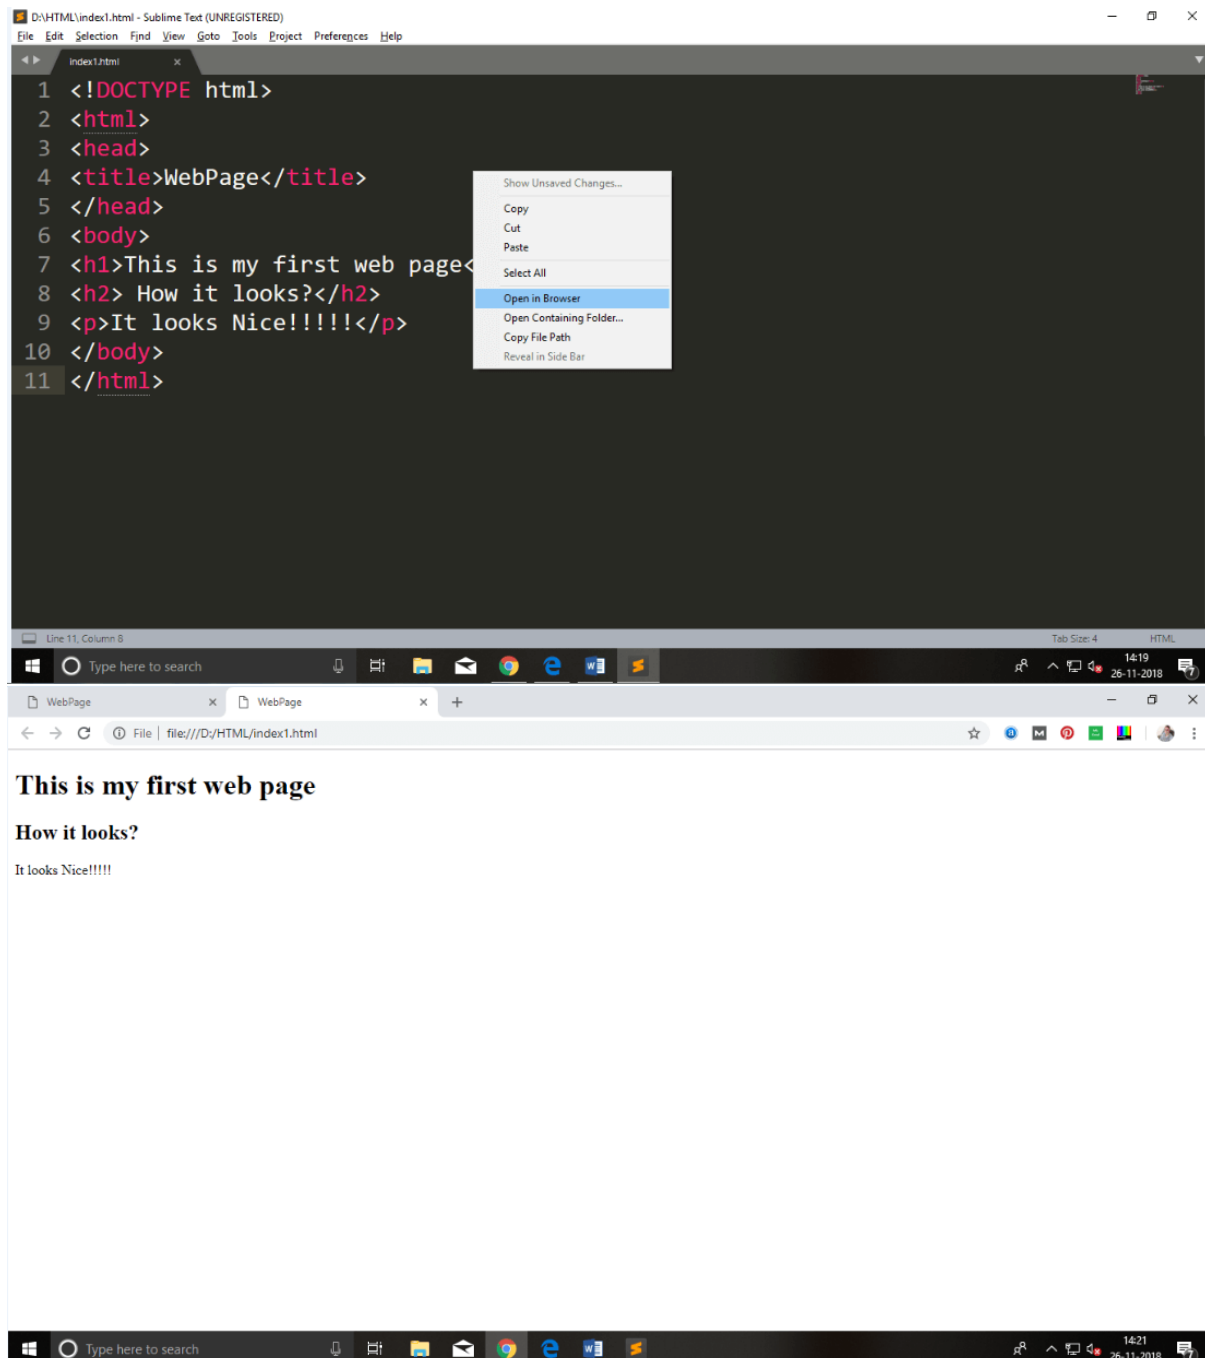 D:\HTML\index1.html - Sublime Text (UNREGISTERED)
File Edit Selection Find View Goto Tools Project Preferences Help
index1.html
1 <!DOCTYPE html>
2 <html>
3 <head>
4 <title>WebPage</title>
5 </head>
6 <body>
7 <h1>This is my first web page<
8 <h2> How it looks?</h2>
9 <p>It looks Nice!!!!!</p>
10 </body>
11 </html>
Show Unsaved Changes...
Copy
Cut
Paste
Select All
Open in Browser
Open Containing Folder...
Copy File Path
Reveal in Side Bar
Line 11, Column 8 Tab Size: 4 HTML
Type here to search
14:19
26-11-2018
7
WebPage WebPage
File file:///D:/HTML/index1.html
This is my first web page
How it looks?
It looks Nice!!!!!
Type here to search
14:21
26-11-2018
7